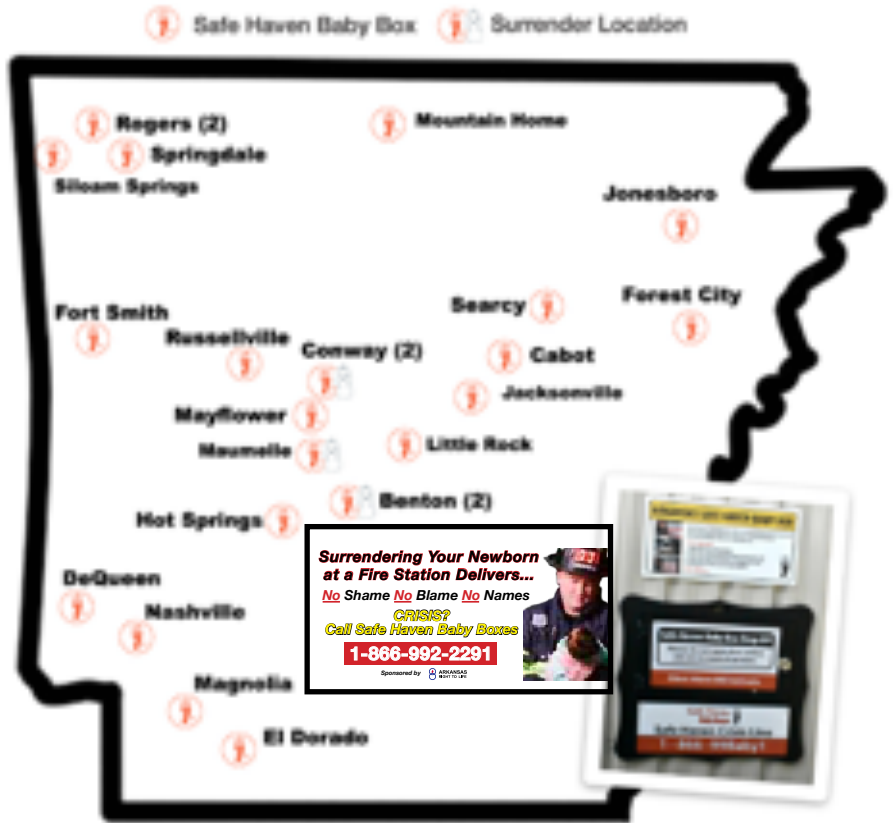 Safe Haven Baby Box
Surrender Location
Rogers (2)
Mountain Home
Springdale
Siloam Springs
Jonesboro
Searcy
Forest City
Fort Smith
Russellville
Conway (2)
Cabot
Jacksonville
Mayflower
Maumelle
Little Rock
Benton (2)
Hot Springs
Surrendering Your Newborn
at a Fire Station Delivers...
No Shame No Blame No Names
CRISIS?
Call Safe Haven Baby Boxes
1-866-992-2291
Sponsored by ARKANSAS
RIGHT TO LIFE
DeQueen
Nashville
Magnolia
El Dorado
Safe Haven Crisis Line